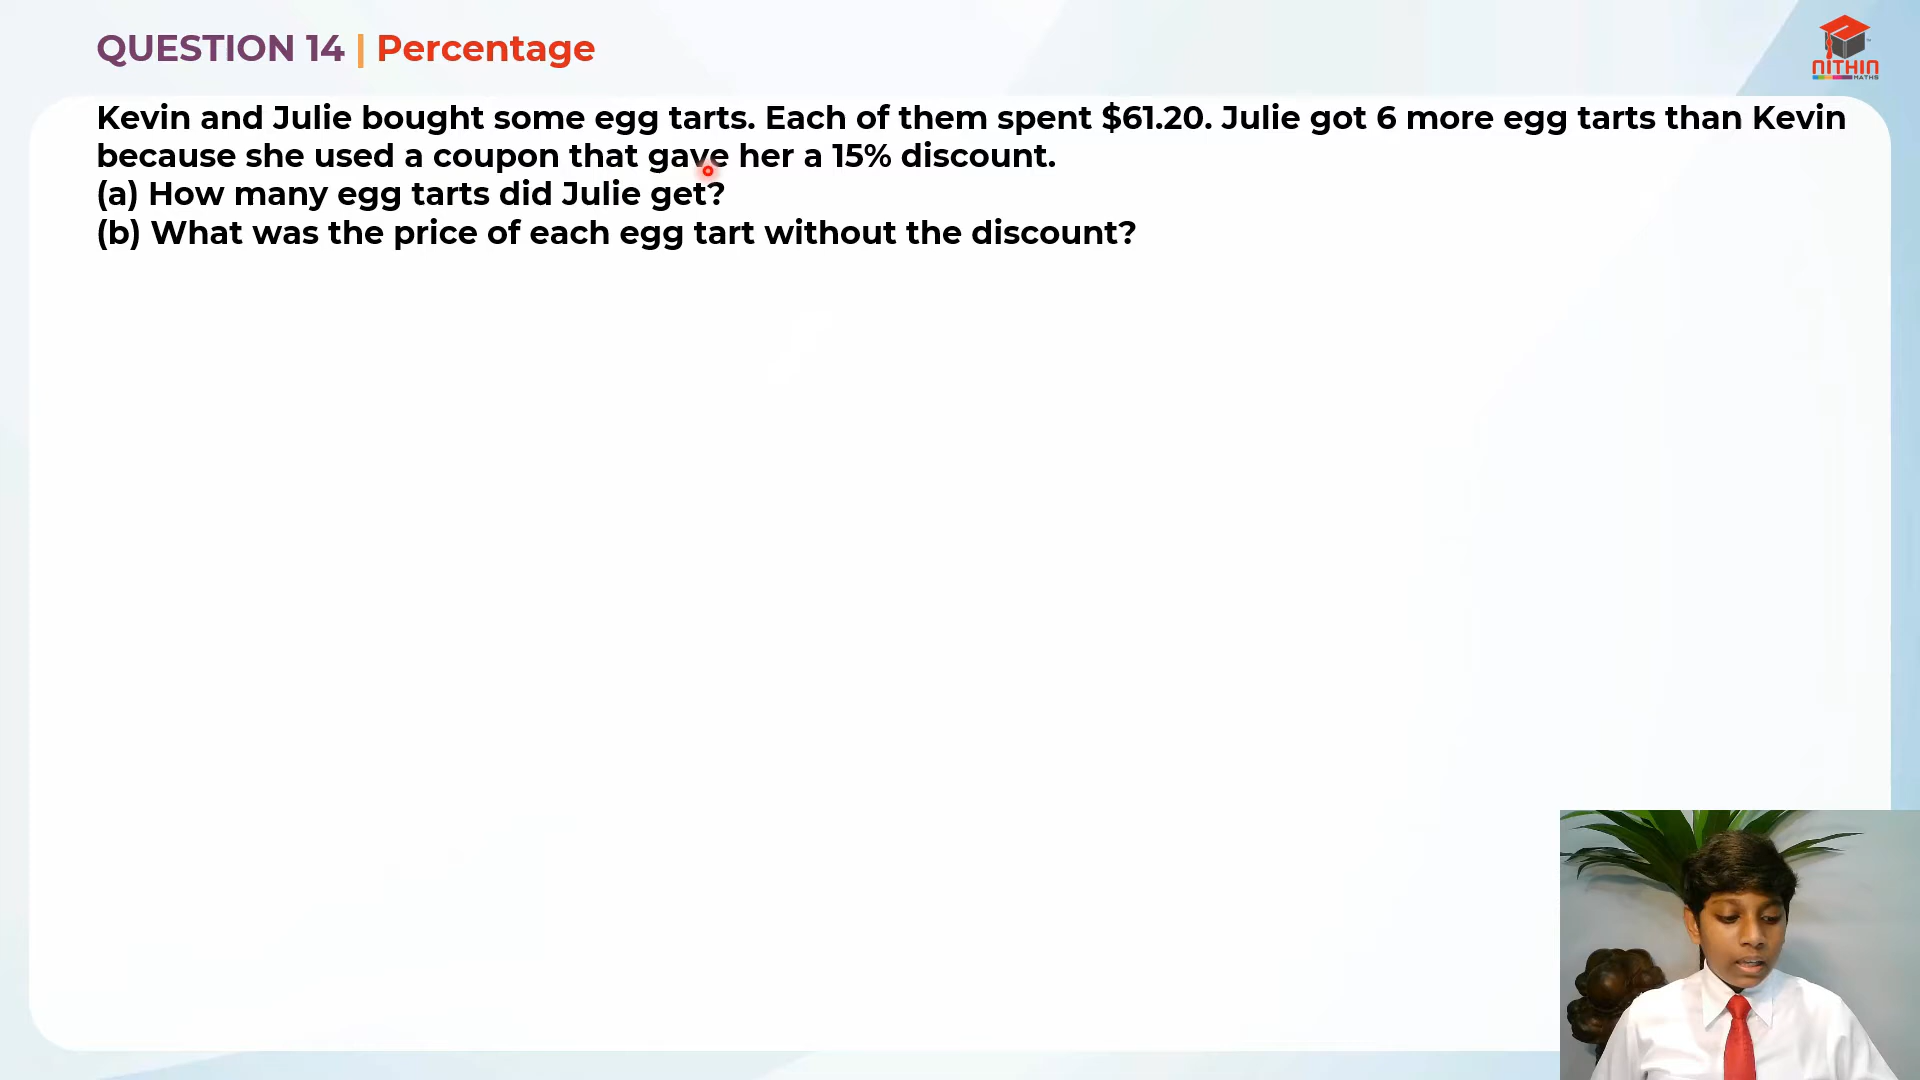 QUESTION 14 | Percentage
NITHIN
MATHS
Kevin and Julie bought some egg tarts. Each of them spent $61.20. Julie got 6 more egg tarts than Kevin
because she used a coupon that gave her a 15% discount.
(a) How many egg tarts did Julie get?
(b) What was the price of each egg tart without the discount?